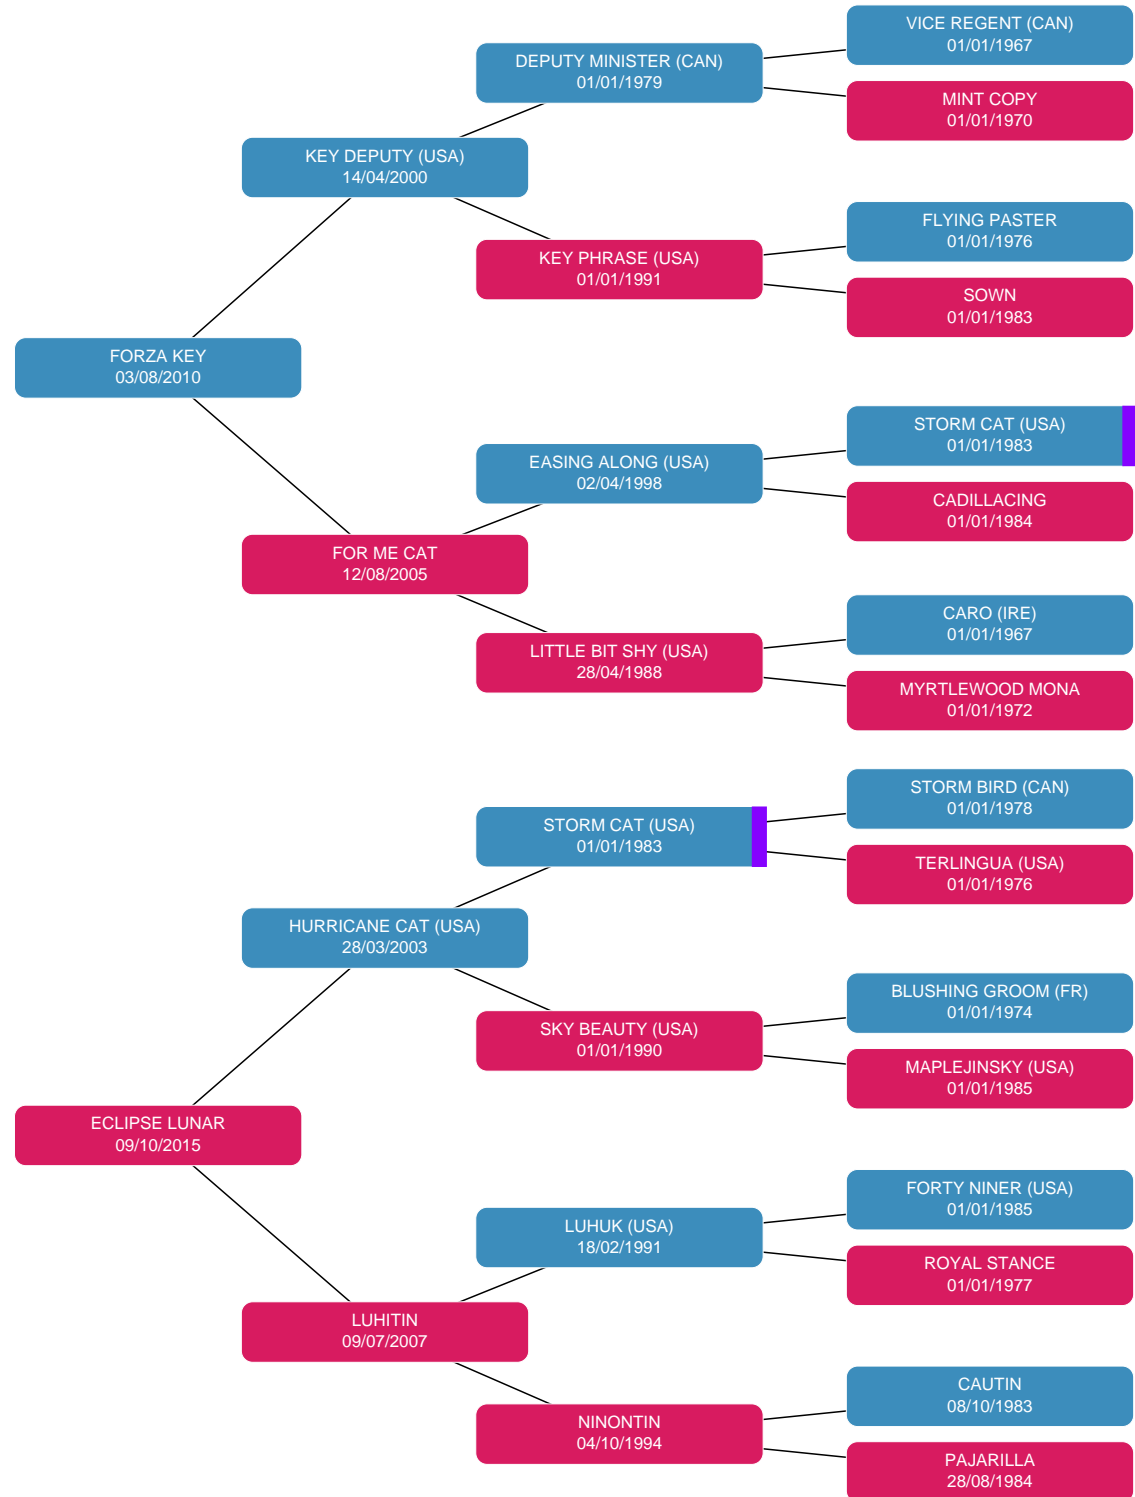 VICE REGENT (CAN)
01/01/1967
DEPUTY MINISTER (CAN)
01/01/1979
MINT COPY
01/01/1970
KEY DEPUTY (USA)
14/04/2000
FLYING PASTER
01/01/1976
KEY PHRASE (USA)
01/01/1991
SOWN
01/01/1983
FORZA KEY
03/08/2010
STORM CAT (USA)
01/01/1983
EASING ALONG (USA)
02/04/1998
CADILLACING
01/01/1984
FOR ME CAT
12/08/2005
CARO (IRE)
01/01/1967
LITTLE BIT SHY (USA)
28/04/1988
MYRTLEWOOD MONA
01/01/1972
STORM BIRD (CAN)
01/01/1978
STORM CAT (USA)
01/01/1983
TERLINGUA (USA)
01/01/1976
HURRICANE CAT (USA)
28/03/2003
BLUSHING GROOM (FR)
01/01/1974
SKY BEAUTY (USA)
01/01/1990
MAPLEJINSKY (USA)
01/01/1985
ECLIPSE LUNAR
09/10/2015
FORTY NINER (USA)
01/01/1985
LUHUK (USA)
18/02/1991
ROYAL STANCE
01/01/1977
LUHITIN
09/07/2007
CAUTIN
08/10/1983
NINONTIN
04/10/1994
PAJARILLA
28/08/1984